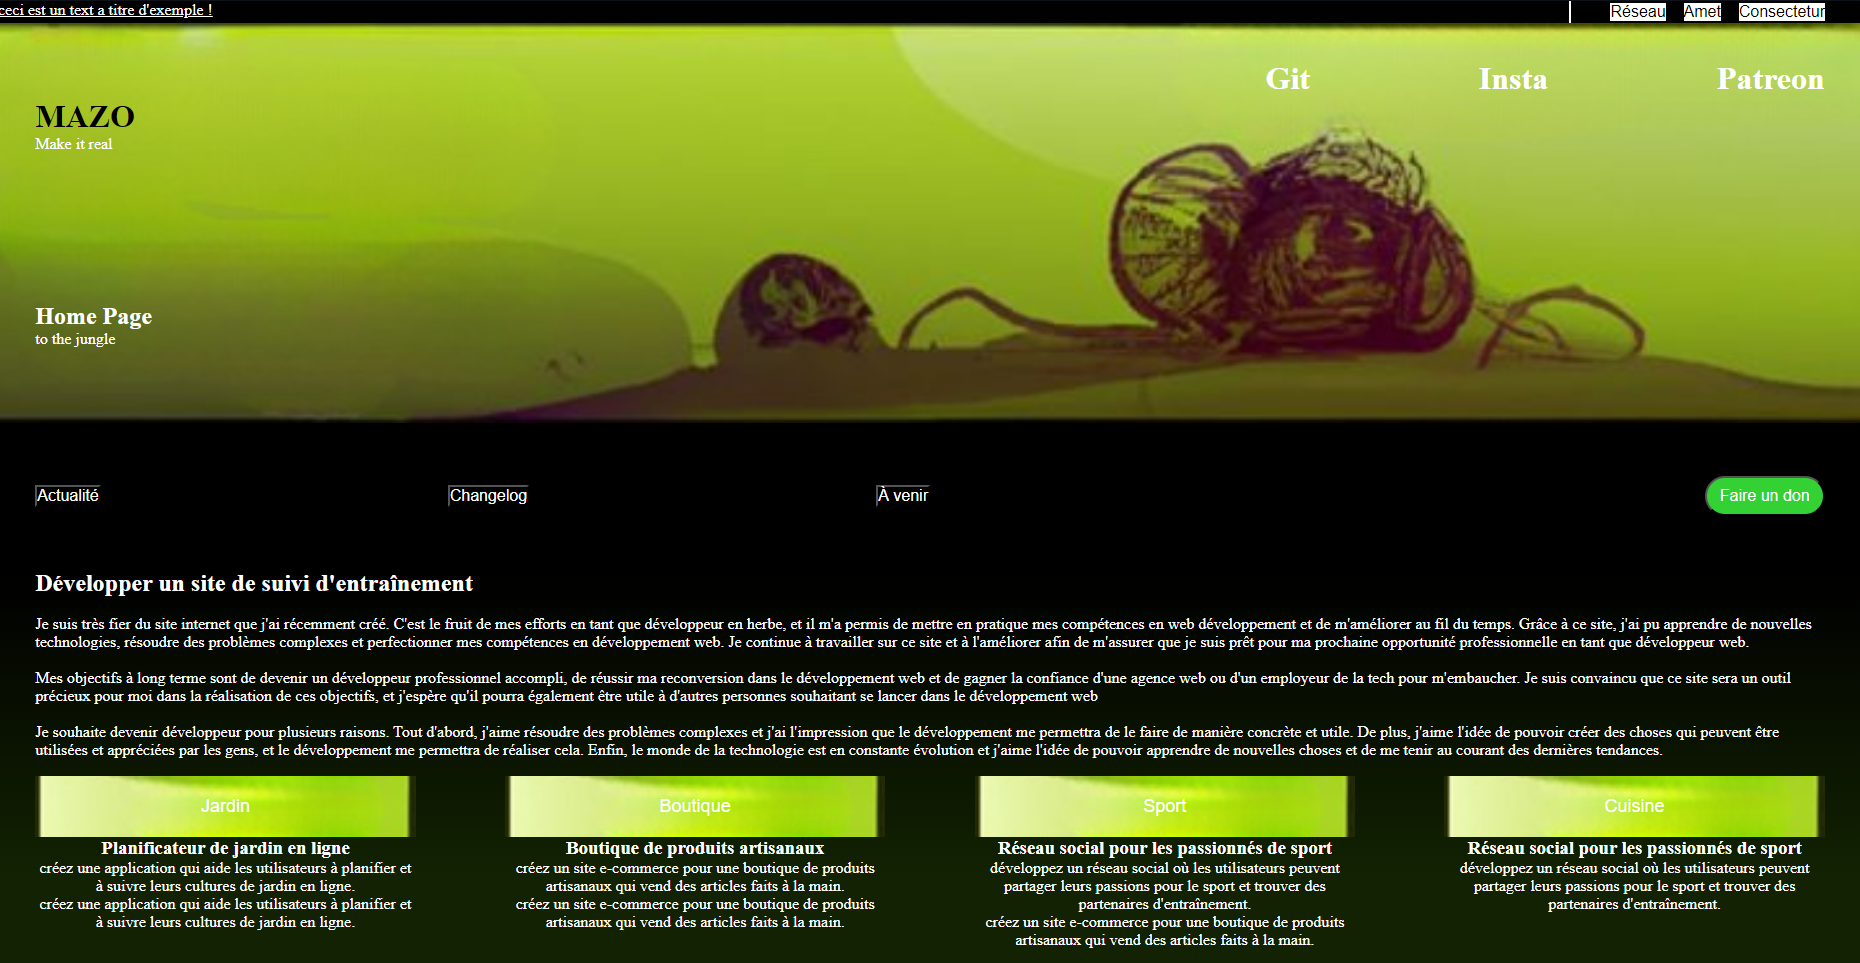 ceci est un text a titre d'exemple !
Réseau Amet Consectetur
Git Insta Patreon
MAZO
Make it real
Home Page
to the jungle
Actualité Changelog À venir Faire un don
Développer un site de suivi d'entraînement
Je suis très fier du site internet que j'ai récemment créé. C'est le fruit de mes efforts en tant que développeur en herbe, et il m'a permis de mettre en pratique mes compétences en web développement et de m'améliorer au fil du temps. Grâce à ce site, j'ai pu apprendre de nouvelles
technologies, résoudre des problèmes complexes et perfectionner mes compétences en développement web. Je continue à travailler sur ce site et à l'améliorer afin de m'assurer que je suis prêt pour ma prochaine opportunité professionnelle en tant que développeur web.
Mes objectifs à long terme sont de devenir un développeur professionnel accompli, de réussir ma reconversion dans le développement web et de gagner la confiance d'une agence web ou d'un employeur de la tech pour m'embaucher. Je suis convaincu que ce site sera un outil
précieux pour moi dans la réalisation de ces objectifs, et j'espère qu'il pourra également être utile à d'autres personnes souhaitant se lancer dans le développement web
Je souhaite devenir développeur pour plusieurs raisons. Tout d'abord, j'aime résoudre des problèmes complexes et j'ai l'impression que le développement me permettra de le faire de manière concrète et utile. De plus, j'aime l'idée de pouvoir créer des choses qui peuvent être
utilisées et appréciées par les gens, et le développement me permettra de réaliser cela. Enfin, le monde de la technologie est en constante évolution et j'aime l'idée de pouvoir apprendre de nouvelles choses et de me tenir au courant des dernières tendances.
Jardin
Planificateur de jardin en ligne
créez une application qui aide les utilisateurs à planifier et
à suivre leurs cultures de jardin en ligne.
créez une application qui aide les utilisateurs à planifier et
à suivre leurs cultures de jardin en ligne.
Boutique
Boutique de produits artisanaux
créez un site e-commerce pour une boutique de produits
artisanaux qui vend des articles faits à la main.
créez un site e-commerce pour une boutique de produits
artisanaux qui vend des articles faits à la main.
Sport
Réseau social pour les passionnés de sport
développez un réseau social où les utilisateurs peuvent
partager leurs passions pour le sport et trouver des
partenaires d'entraînement.
créez un site e-commerce pour une boutique de produits
artisanaux qui vend des articles faits à la main.
Cuisine
Réseau social pour les passionnés de sport
développez un réseau social où les utilisateurs peuvent
partager leurs passions pour le sport et trouver des
partenaires d'entraînement.